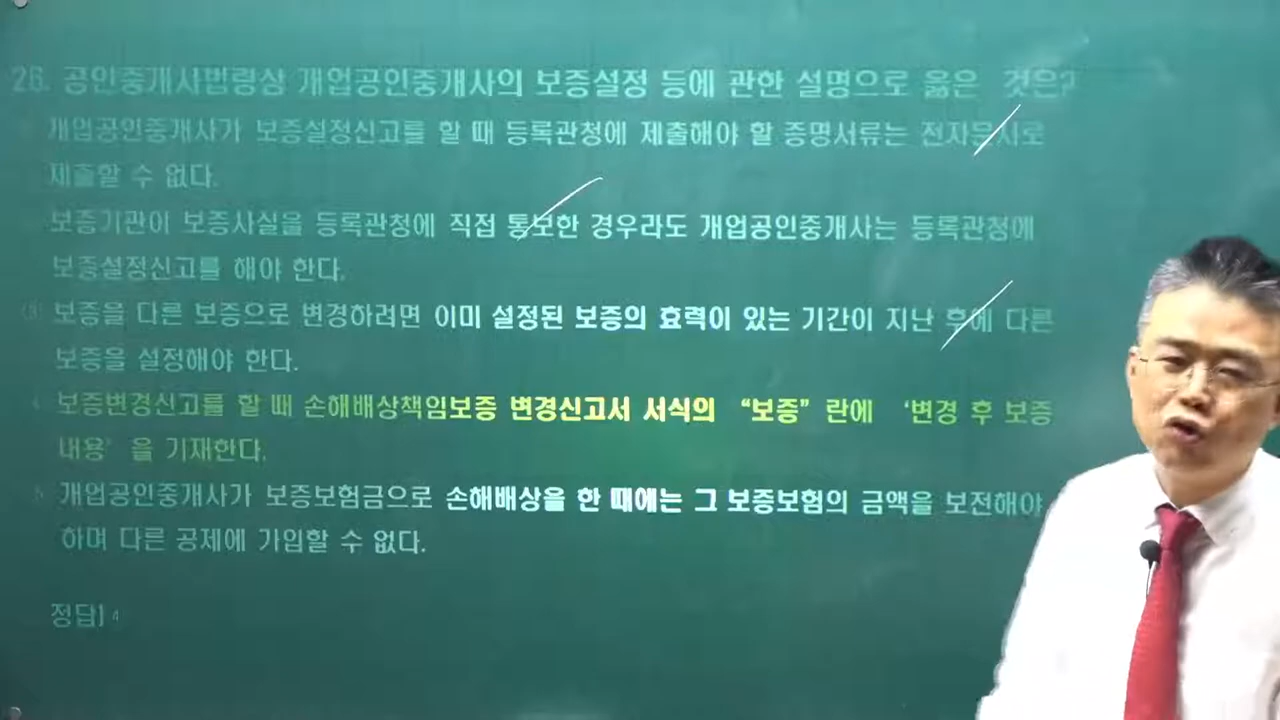 26. 공인중개사법령상 개업공인중개사의 보증설정 등에 관한 설명으로 옳은 것은?
개업공인중개사가 보증설정신고를 할 때 등록관청에 제출해야 할 증명서류는 전자문서로
제출할 수 없다.
보증기관이 보증사실을 등록관청에 직접 통보한 경우라도 개업공인중개사는 등록관청에
보증설정신고를 해야 한다.
보증을 다른 보증으로 변경하려면 이미 설정된 보증의 효력이 있는 기간이 지난 후에 다른
보증을 설정해야 한다.
보증변경신고를 할 때 손해배상책임보증 변경신고서 서식의 “보증” 란에 ‘변경 후 보증
내용’ 을 기재한다.
개업공인중개사가 보증보험금으로 손해배상을 한 때에는 그 보증보험의 금액을 보전해야
하며 다른 공제에 가입할 수 없다.
정답] 4